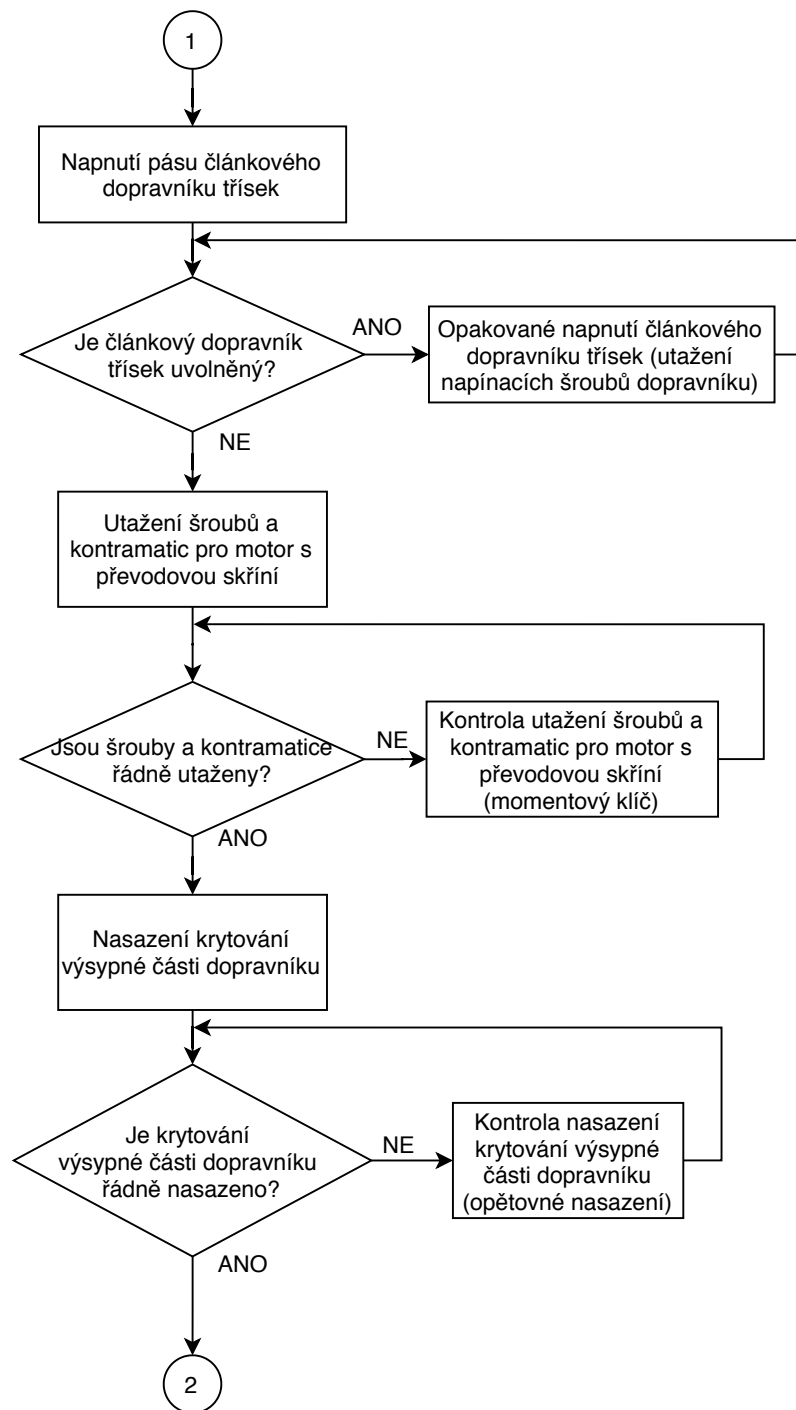 1
Napnutí pásu článkového
dopravníku třísek
Je článkový dopravník
třísek uvolněný?
ANO
Opakované napnutí článkového
dopravníku třísek (utažení
napínacích šroubů dopravníku)
NE
Utažení šroubů a
kontramatic pro motor s
převodovou skříní
Jsou šrouby a kontramatice
řádně utaženy?
NE
Kontrola utažení šroubů a
kontramatic pro motor s
převodovou skříní
(momentový klíč)
ANO
Nasazení krytování
výsypné části dopravníku
Je krytování
výsypné části dopravníku
řádně nasazeno?
NE
Kontrola nasazení
krytování výsypné
části dopravníku
(opětovné nasazení)
ANO
2